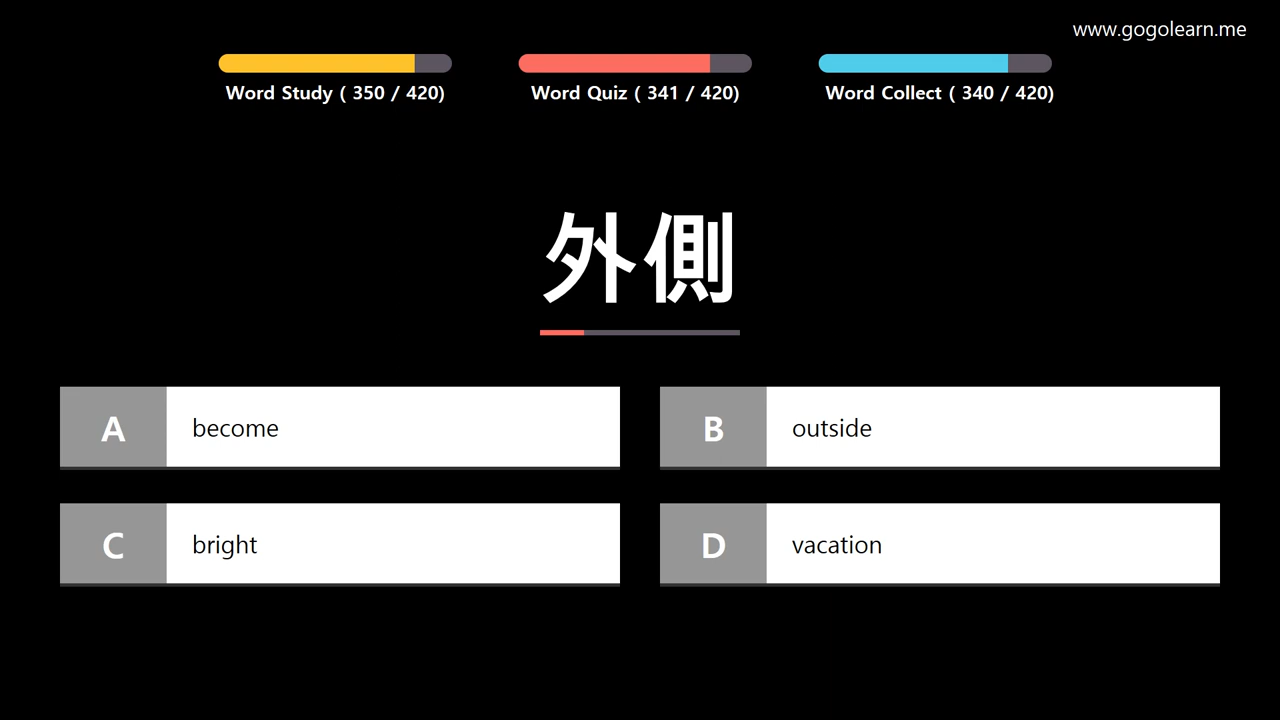 www.gogolearn.me
Word Study ( 350 / 420)
Word Quiz ( 341 / 420)
Word Collect ( 340 / 420)
外側
A become
B outside
C bright
D vacation